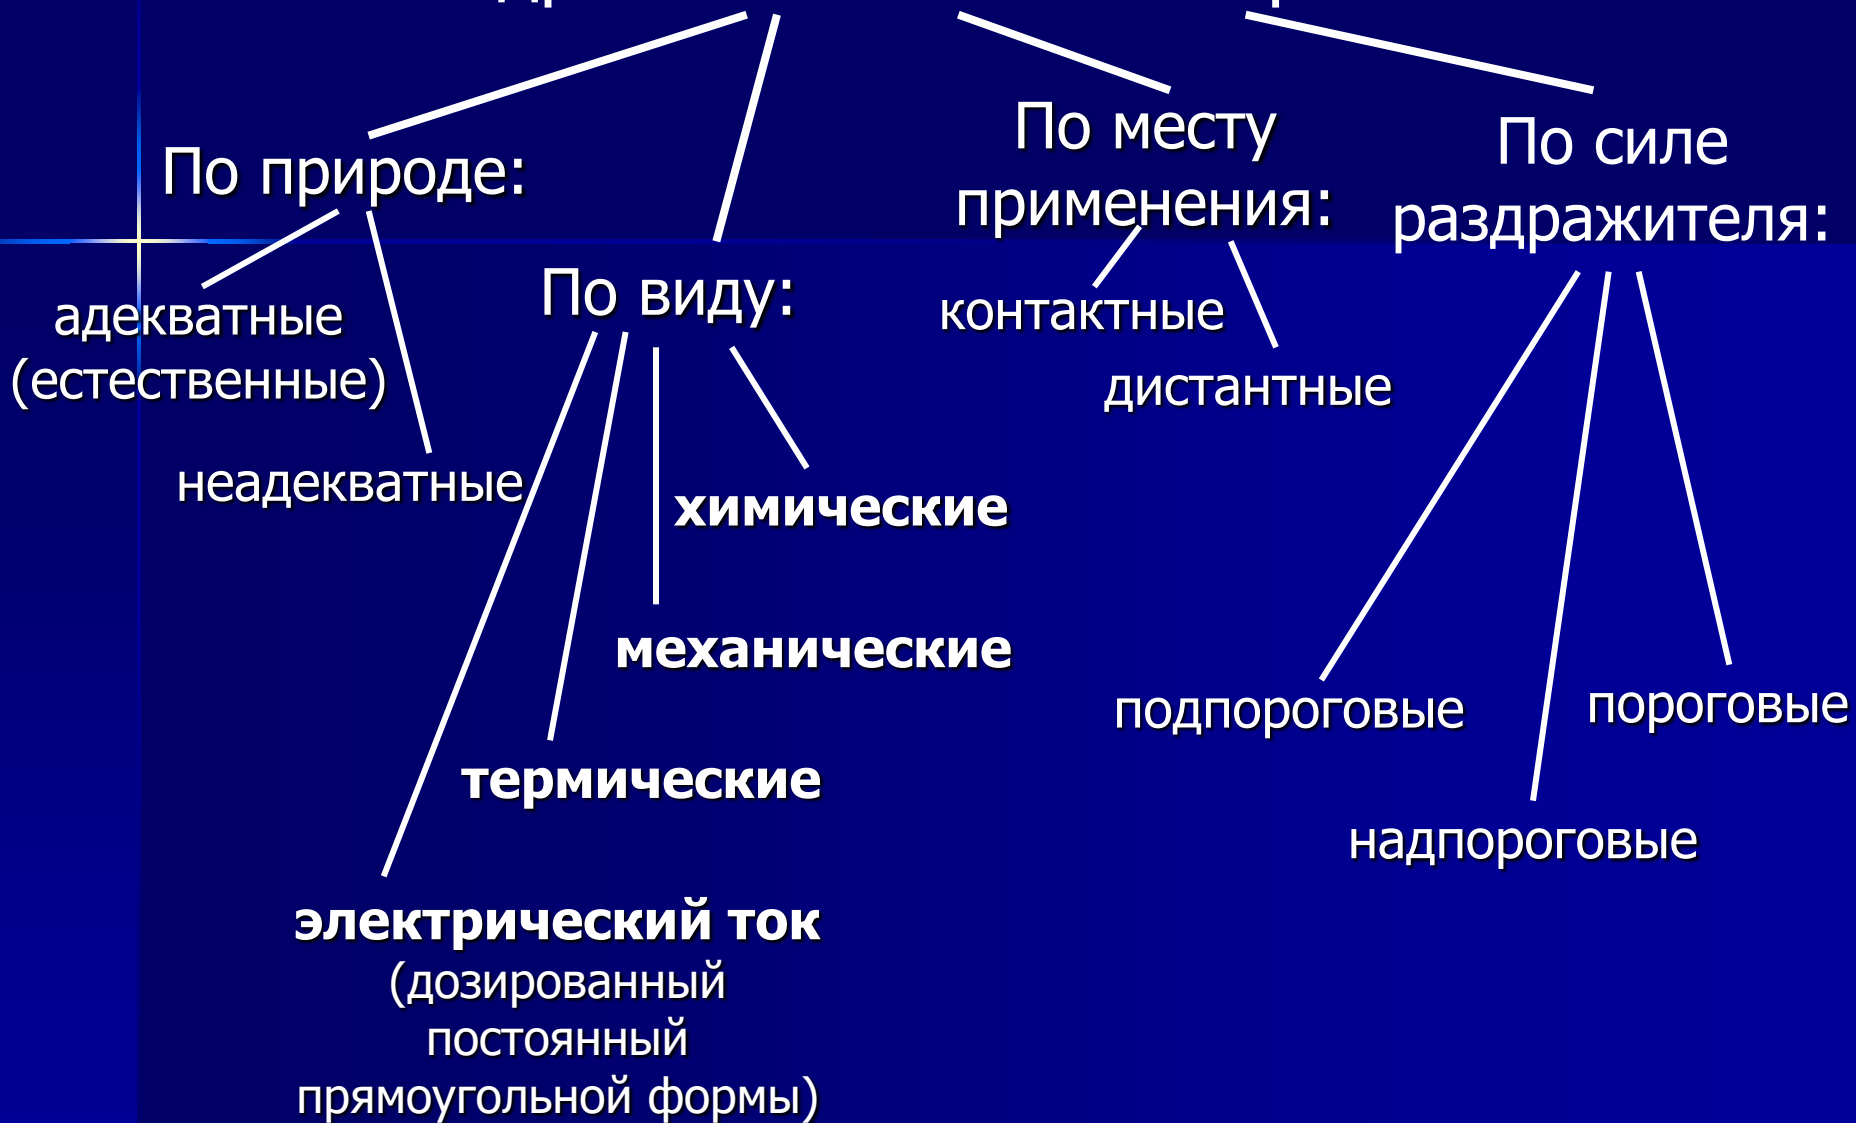 По природе:
адекватные
(естественные)
неадекватные
По виду:
химические
механические
термические
электрический ток
(дозированный
постоянный
прямоугольной формы)
По месту
применения:
контактные
дистантные
По силе
раздражителя:
подпороговые
пороговые
надпороговые